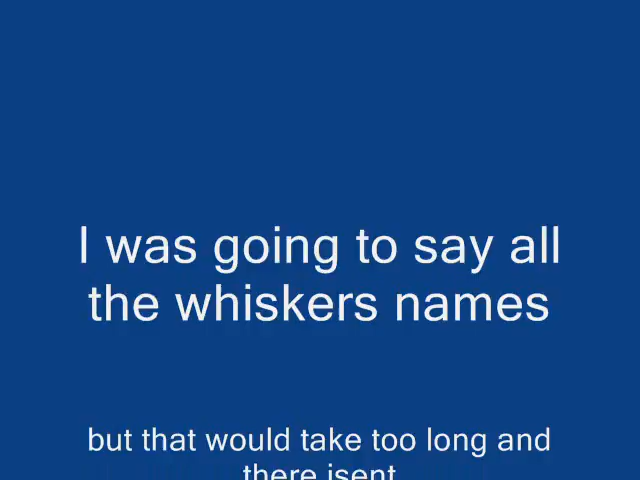 I was going to say all
the whiskers names
but that would take too long and
there isent